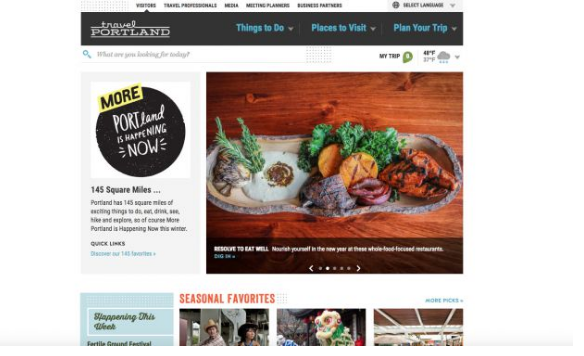 VISITORS TRAVEL PROFESSIONALS MEDIA MEETING PLANNERS BUSINESS PARTNERS SELECT LANGUAGE
travel PORTLAND
Things to Do Places to Visit Plan Your Trip
What are you looking for today?
MY TRIP 0 48°F
37°F
MORE
PORTland
IS HAPPENING
NOW
145 Square Miles ...
Portland has 145 square miles of
exciting things to do, eat, drink, see,
hike and explore, so of course More
Portland is Happening Now this winter.
QUICK LINKS
Discover our 145 favorites »
RESOLVE TO EAT WELL Nourish yourself in the new year at these whole-food-focused restaurants.
DIG IN »
SEASONAL FAVORITES
MORE PICKS »
Happening This
Week
Fertile Ground Festival